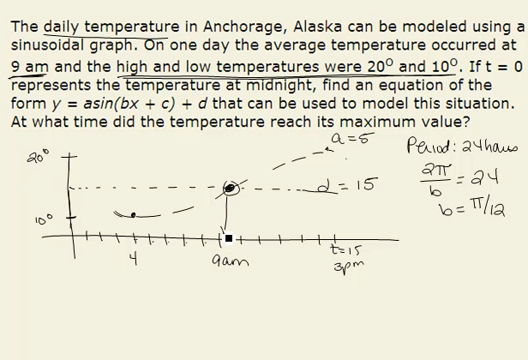 The daily temperature in Anchorage, Alaska can be modeled using a
sinusoidal graph. On one day the average temperature occurred at
9 am and the high and low temperatures were 20⁰ and 10⁰. If t = 0
represents the temperature at midnight, find an equation of the
form y = asin(bx + c) + d that can be used to model this situation.
At what time did the temperature reach its maximum value?
a=5
Period: 24 hours
20°
2π/b = 24
d = 15
b = π/12
10°
4
9am
t=15
3pm